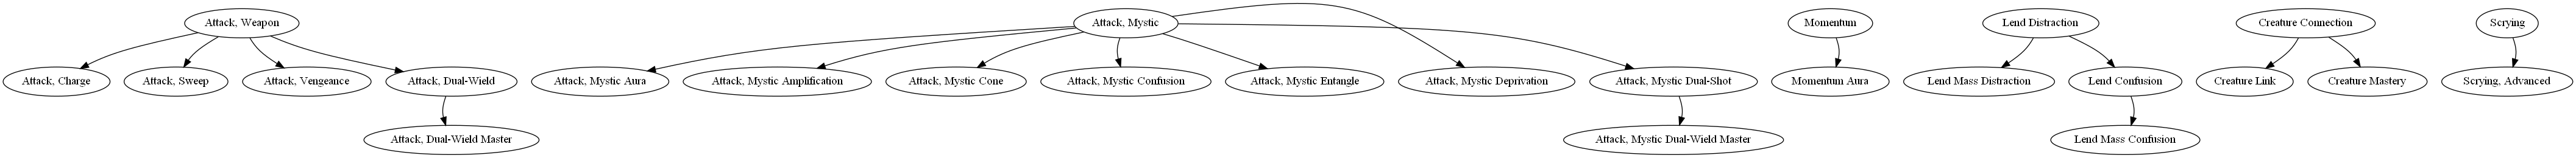 Attack, Weapon
Attack, Mystic
Momentum
Lend Distraction
Creature Connection
Scrying
Attack, Charge
Attack, Sweep
Attack, Vengeance
Attack, Dual-Wield
Attack, Mystic Aura
Attack, Mystic Amplification
Attack, Mystic Cone
Attack, Mystic Confusion
Attack, Mystic Entangle
Attack, Mystic Deprivation
Attack, Mystic Dual-Shot
Momentum Aura
Lend Mass Distraction
Lend Confusion
Creature Link
Creature Mastery
Scrying, Advanced
Attack, Dual-Wield Master
Attack, Mystic Dual-Wield Master
Lend Mass Confusion